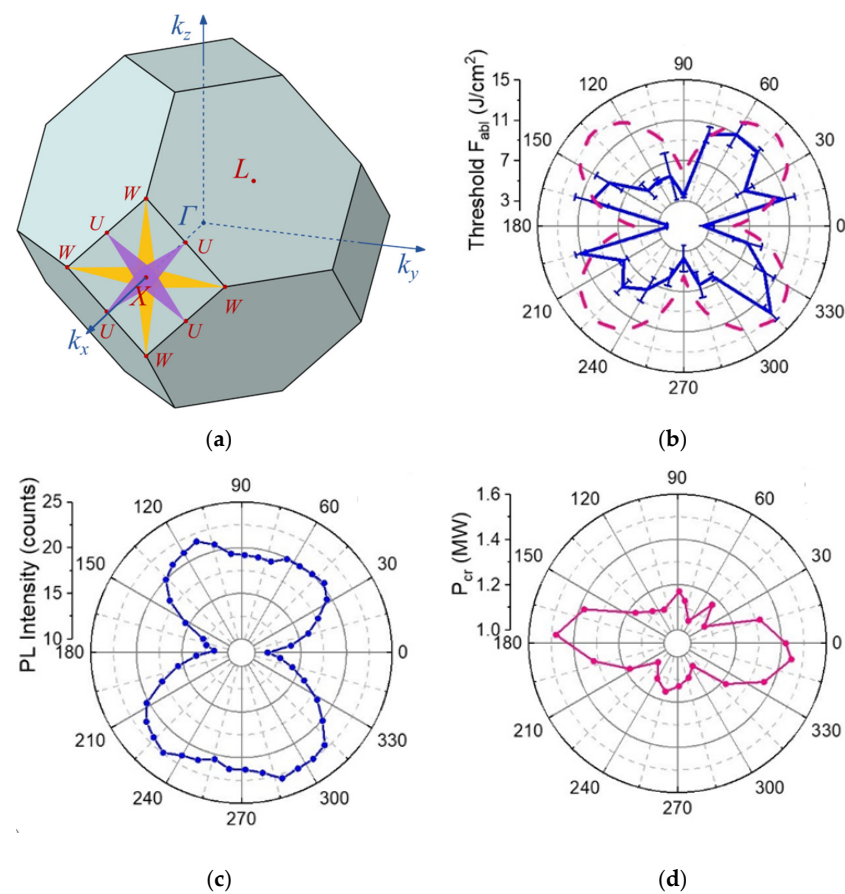 k_z
L
Γ
W
U
U
W
X
W
k_y
U
U
k_x
W
(a)
Threshold F_abl (J/cm²)
15
11
7
3
90
120
60
150
30
180
0
210
330
240
300
270
(b)
PL Intensity (counts)
25
20
15
10
90
120
60
150
30
180
0
210
330
240
300
270
(c)
P_cr (MW)
1.6
1.4
1.2
1.0
90
120
60
150
30
180
0
210
330
240
300
270
(d)